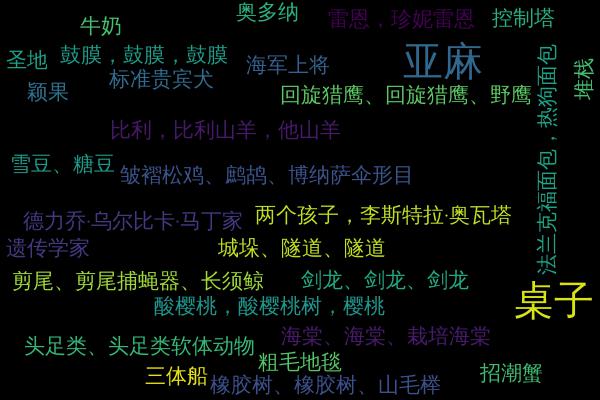 牛奶
奥多纳
雷恩，珍妮雷恩
控制塔
圣地
鼓膜，鼓膜，鼓膜
海军上将
亚麻
标准贵宾犬
颖果
回旋猎鹰、回旋猎鹰、野鹰
堆栈
法兰克福面包，热狗面包
比利，比利山羊，他山羊
雪豆、糖豆
皱褶松鸡、鹧鸪、博纳萨伞形目
德力乔·乌尔比卡·马丁家
两个孩子，李斯特拉·奥瓦塔
遗传学家
城垛、隧道、隧道
剪尾、剪尾捕蝇器、长须鲸
剑龙、剑龙、剑龙
桌子
酸樱桃，酸樱桃树，樱桃
头足类、头足类软体动物
海棠、海棠、栽培海棠
粗毛地毯
三体船
橡胶树、橡胶树、山毛榉
招潮蟹